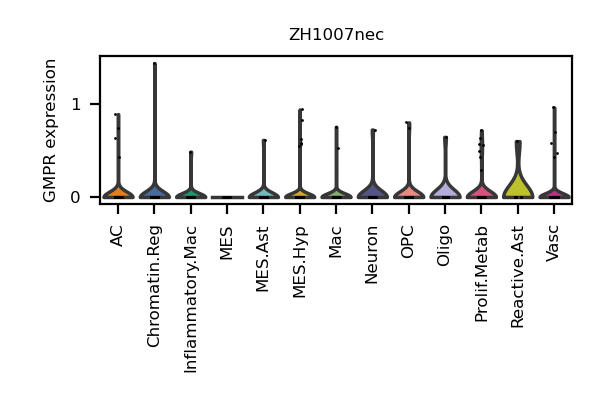 ZH1007nec
GMPR expression
1
0
AC
Chromatin.Reg
Inflammatory.Mac
MES
MES.Ast
MES.Hyp
Mac
Neuron
OPC
Oligo
Prolif.Metab
Reactive.Ast
Vasc